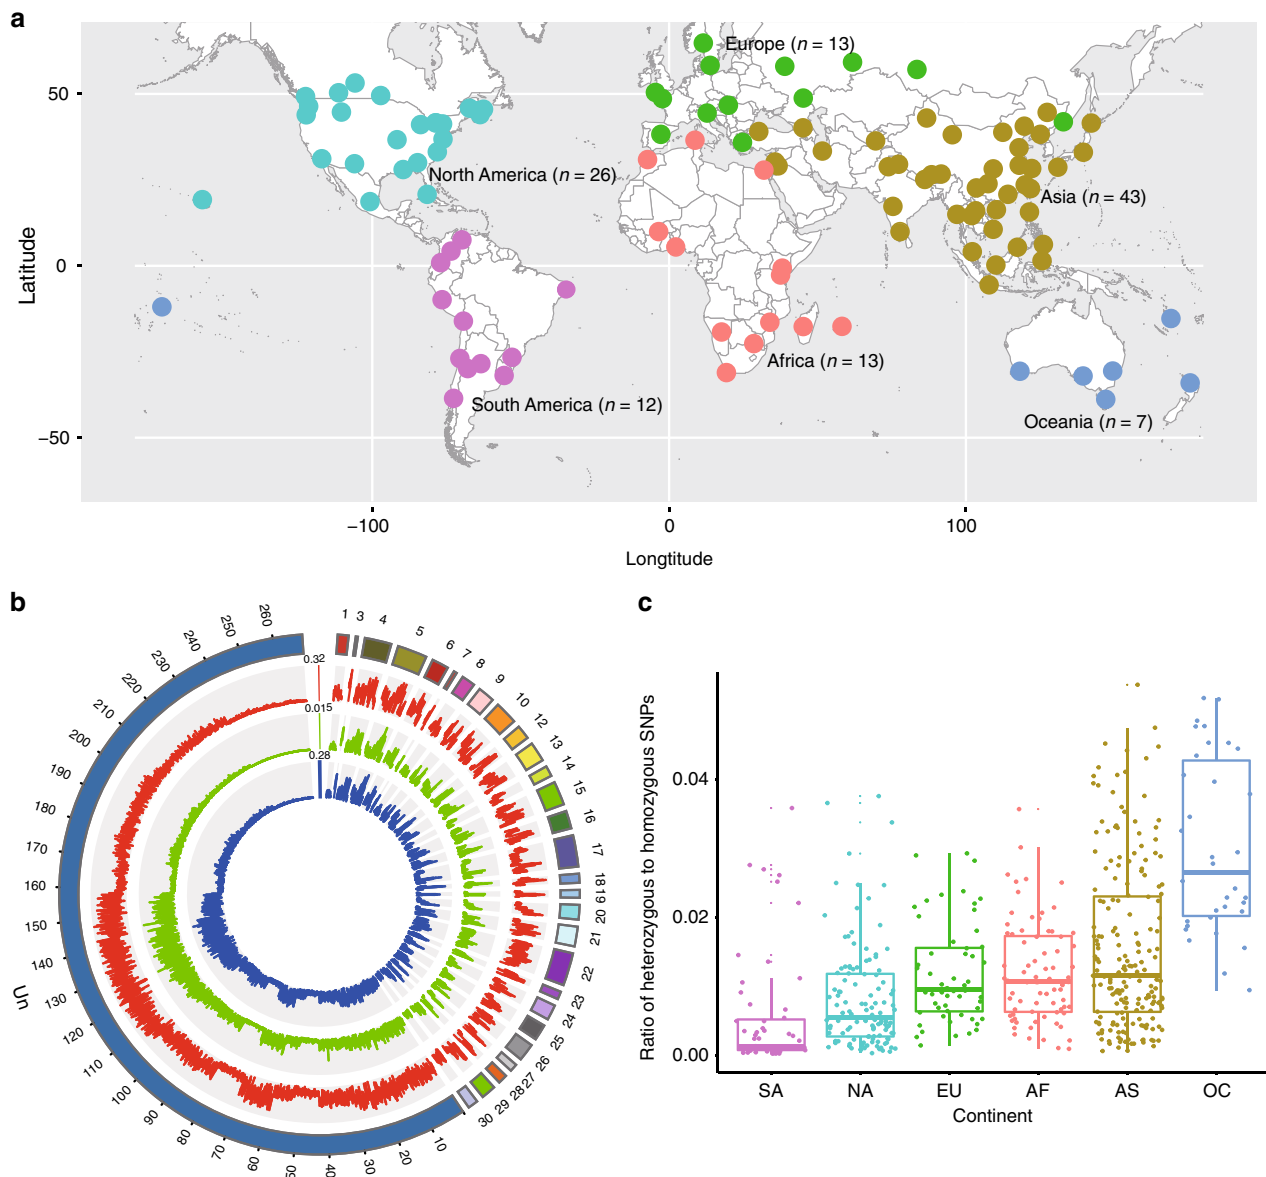 a
Europe (n = 13)
North America (n = 26)
Asia (n = 43)
Africa (n = 13)
South America (n = 12)
Oceania (n = 7)
50
0
−50
Latitude
−100
0
100
Longtitude
b
1 3 4 5 6 7 8 9 10 12 13 14 15 16 17 18 19 20 21 22 23 24 25 26 27 28 29 30
10 20 30 40 50 60 70 80 90 100 110 120 130 140 150 160 170 180 190 200 210 220 230 240 250 260
Un
0.32
0.015
0.28
c
Ratio of heterozygous to homozygous SNPs
0.04
0.02
0.00
SA NA EU AF AS OC
Continent